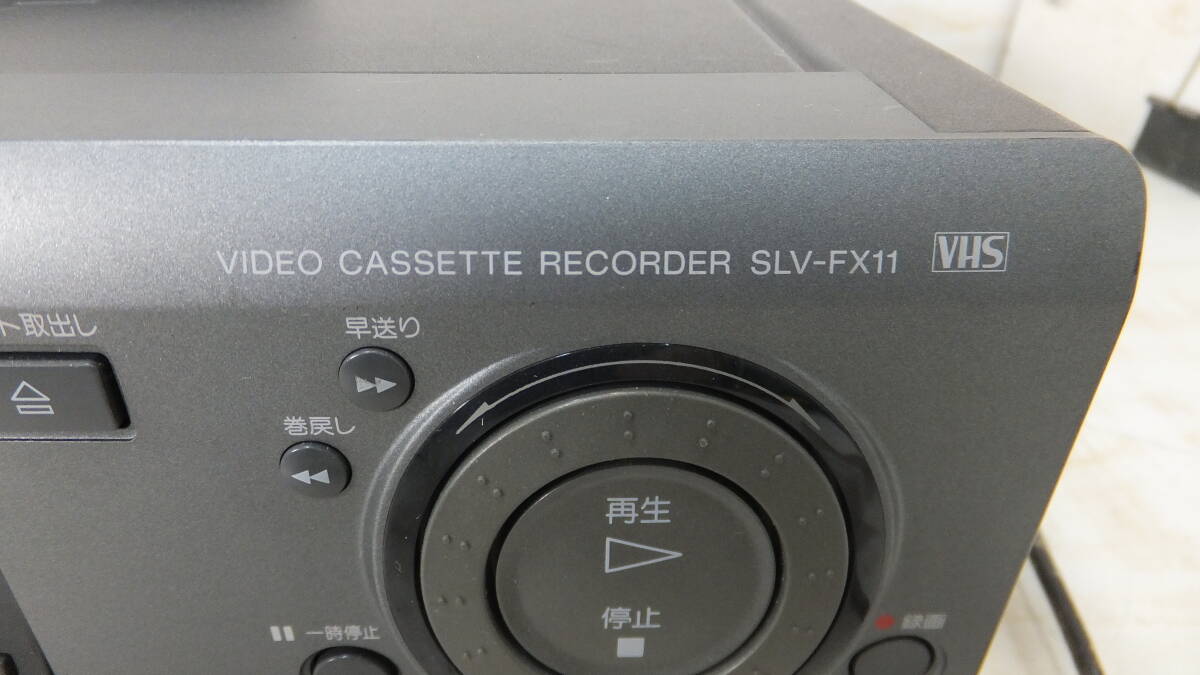 VIDEO CASSETTE RECORDER SLV-FX11 VHS
ト取出し
早送り
巻戻し
再生
停止
一時停止
録画